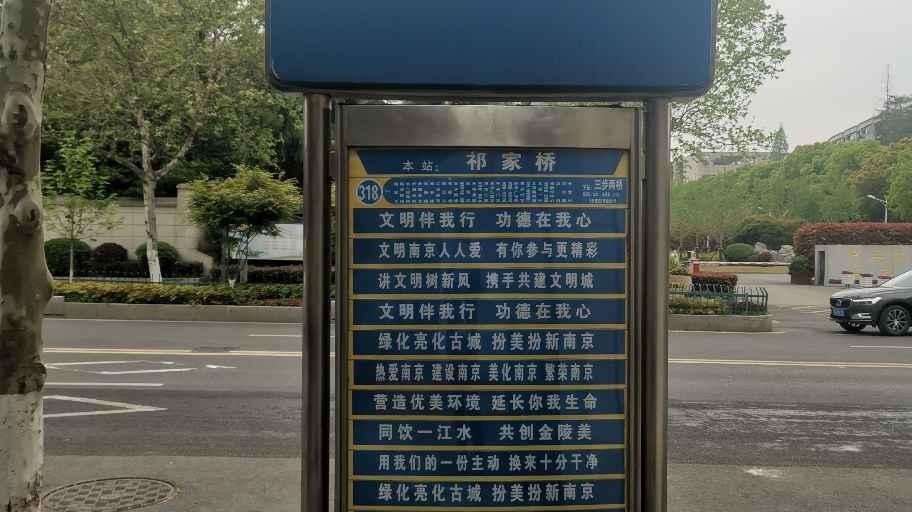 本站: 祁家桥
318
下站: 三步两桥
文明伴我行 功德在我心
文明南京人人爱 有你参与更精彩
讲文明树新风 携手共建文明城
文明伴我行 功德在我心
绿化亮化古城 扮美扮新南京
热爱南京 建设南京 美化南京 繁荣南京
营造优美环境 延长你我生命
同饮一江水 共创金陵美
用我们的一份主动 换来十分干净
绿化亮化古城 扮美扮新南京